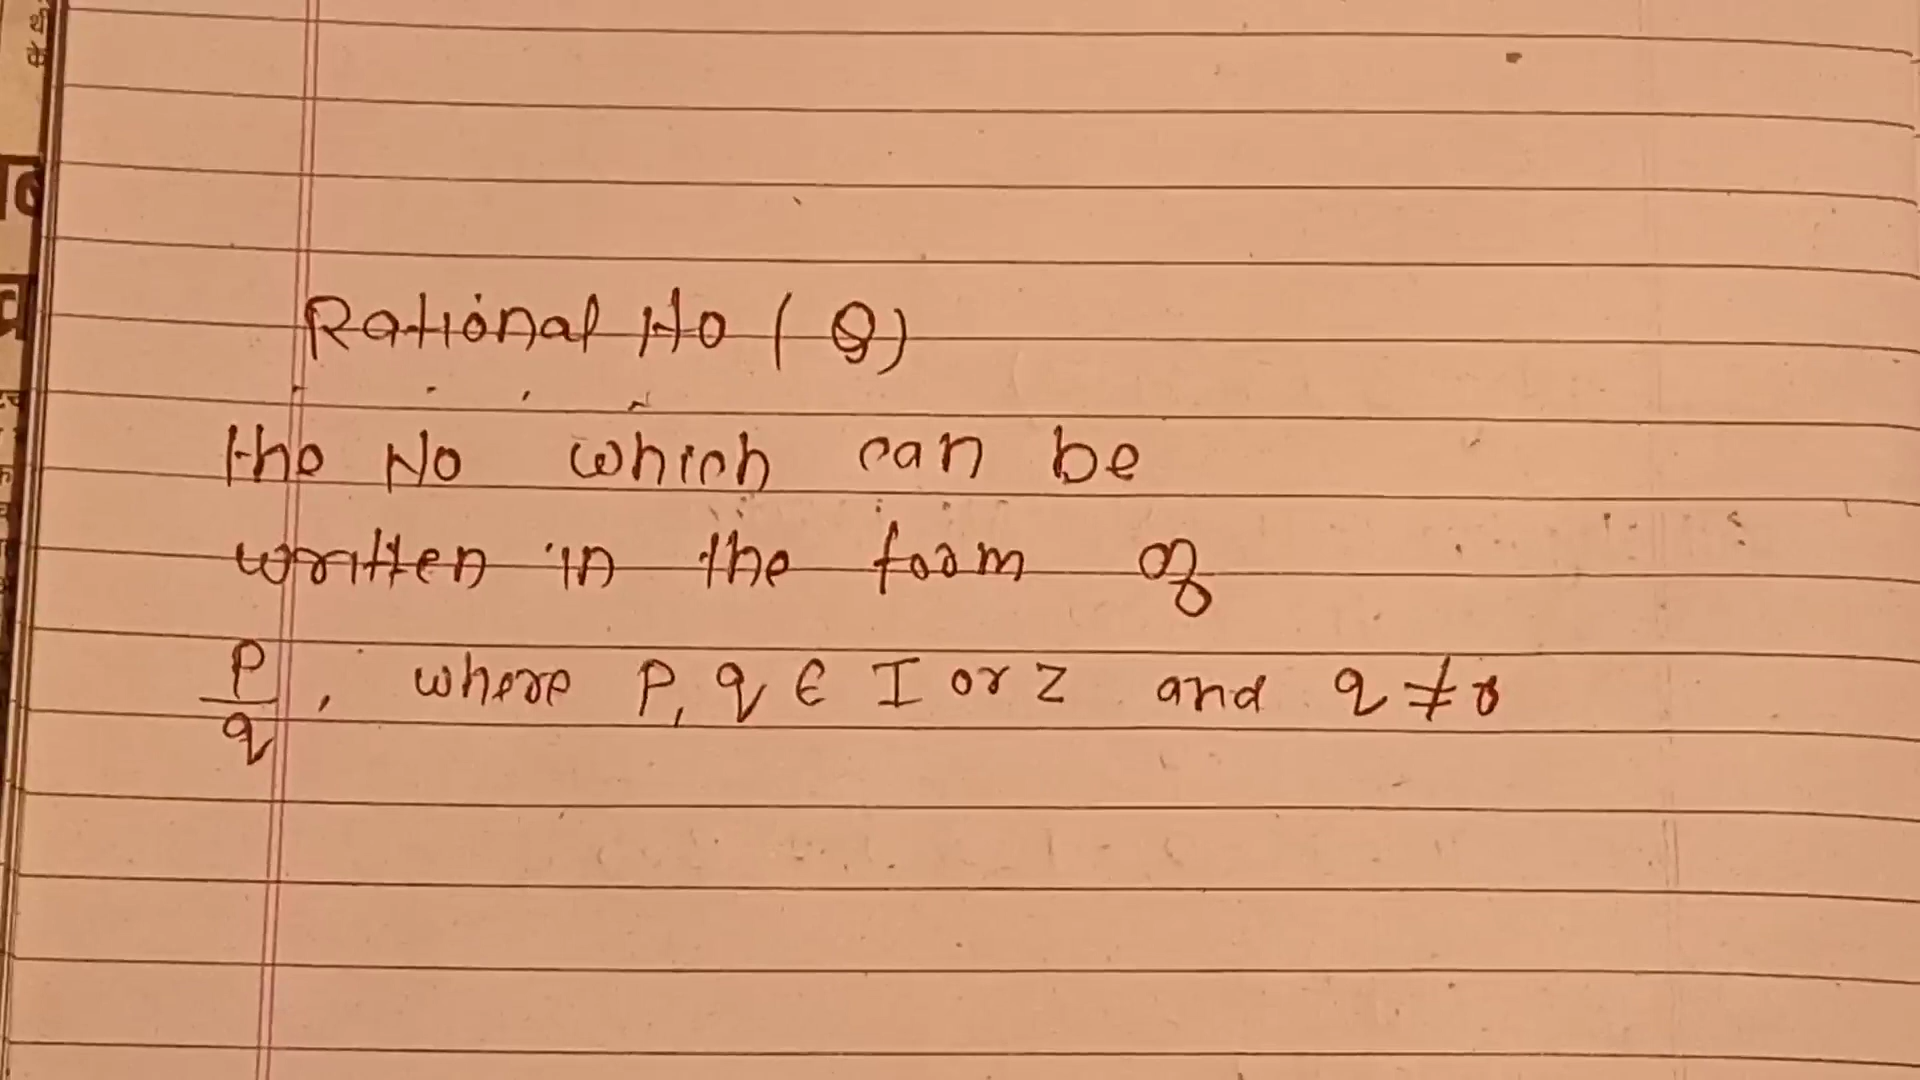 Rational No (Q)
the No which can be
written in the form of
P/q, where P, q ∈ I or Z and q ≠ 0